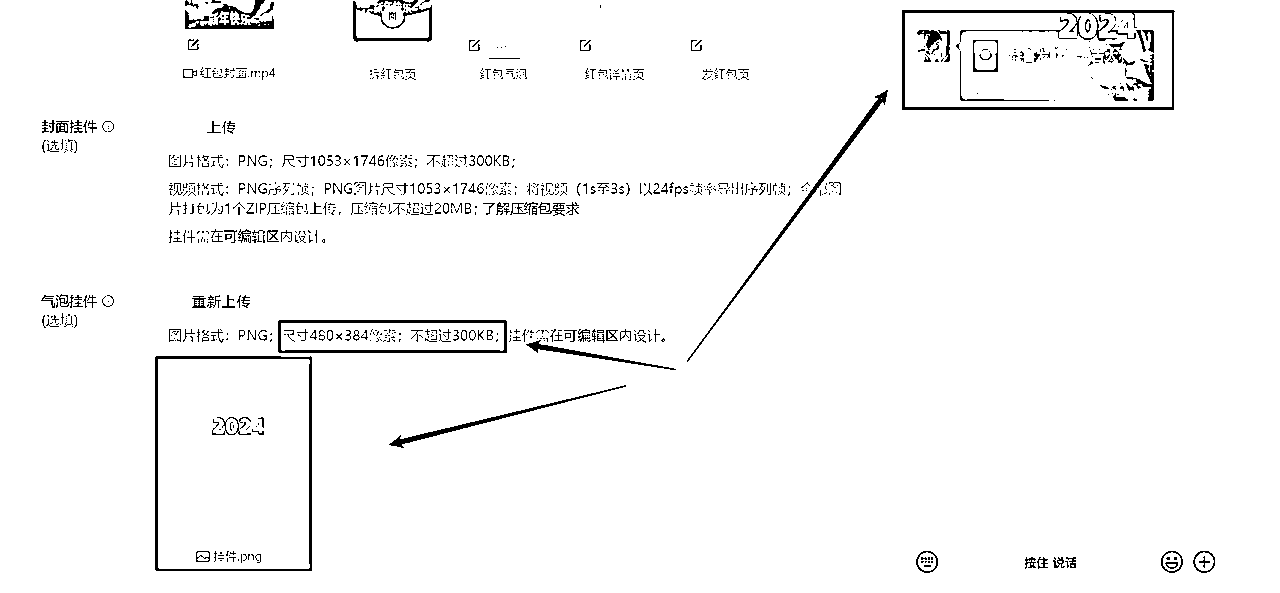 新年快乐
红包封面.mp4
拆红包页
红包气泡
红包详情页
发红包页
2024
封面挂件
(选填)
上传
图片格式：PNG；尺寸1053×1746像素；不超过300KB；
视频格式：PNG序列帧；PNG图片尺寸1053×1746像素；将视频（1s至3s）以24fps帧率导出序列帧；全部图
片打包为1个ZIP压缩包上传，压缩包不超过20MB；了解压缩包要求
挂件需在可编辑区内设计。
气泡挂件
(选填)
重新上传
图片格式：PNG；尺寸480×384像素；不超过300KB；挂件需在可编辑区内设计。
2024
挂件.png
按住 说话